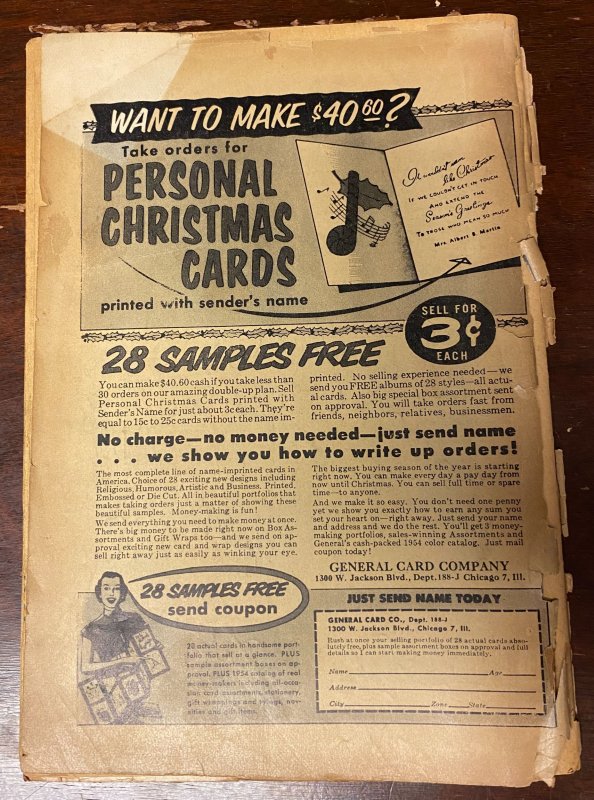 WANT TO MAKE $40 60?
Take orders for
PERSONAL
CHRISTMAS
CARDS
printed with sender's name
It wouldn't seem
like Christmas
IF WE COULDN'T GET IN TOUCH
AND EXTEND THE
Season's Greetings
TO THOSE WHO MEAN SO MUCH
Mrs. Albert B. Martin
SELL FOR
3¢
EACH
28 SAMPLES FREE
You can make $40.60 cash if you take less than
30 orders on our amazing double-up plan. Sell
Personal Christmas Cards printed with
Sender's Name for just about 3c each. They're
equal to 15c to 25c cards without the name im-
printed. No selling experience needed—we
send you FREE albums of 28 styles—all actu-
al cards. Also big special box assortment sent
on approval. You will take orders fast from
friends, neighbors, relatives, businessmen.
No charge—no money needed—just send name
. . . we show you how to write up orders!
The most complete line of name-imprinted cards in
America. Choice of 28 exciting new designs including
Religious, Humorous, Artistic and Business. Printed,
Embossed or Die Cut. All in beautiful portfolios that
makes taking orders just a matter of showing these
beautiful samples. Money-making is fun!
We send everything you need to make money at once.
There's big money to be made right now on Box As-
sortments and Gift Wraps too—and we send on ap-
proval exciting new card and wrap designs you can
sell right away just as easily as winking your eye.
The biggest buying season of the year is starting
right now. You can make every day a pay day from
now until Christmas. You can sell full time or spare
time—to anyone.
And we make it so easy. You don't need one penny
yet we show you exactly how to earn any sum you
set your heart on—right away. Just send your name
and address and we do the rest. You'll get 3 money-
making portfolios, sales-winning Assortments and
General's cash-packed 1954 color catalog. Just mail
coupon today!
GENERAL CARD COMPANY
1300 W. Jackson Blvd., Dept. 188-J Chicago 7, Ill.
28 SAMPLES FREE
send coupon
28 actual cards in handsome port-
folio that sell at a glance. PLUS
sample assortment boxes on ap-
proval. PLUS 1954 catalog of real
money-makers including all-occa-
sion card assortments, stationery,
gift wrappings and tyings, nov-
elties and gift items.
JUST SEND NAME TODAY
GENERAL CARD CO., Dept. 188-J
1300 W. Jackson Blvd., Chicago 7, Ill.
Rush at once your selling portfolio of 28 actual cards abso-
lutely free, plus sample assortment boxes on approval and full
details so I can start making money immediately.
Name Age
Address
City Zone State